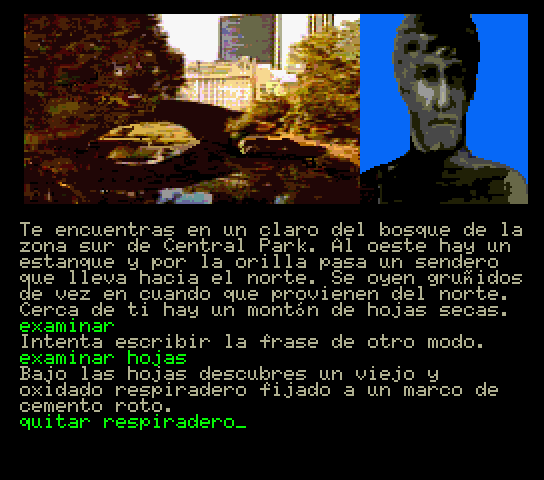 Te encuentras en un claro del bosque de la
zona sur de Central Park. Al oeste hay un
estanque y por la orilla pasa un sendero
que lleva hacia el norte. Se oyen gruñidos
de vez en cuando que provienen del norte.
Cerca de ti hay un montón de hojas secas.
examinar
Intenta escribir la frase de otro modo.
examinar hojas
Bajo las hojas descubres un viejo y
oxidado respiradero fijado a un marco de
cemento roto.
quitar respiradero_